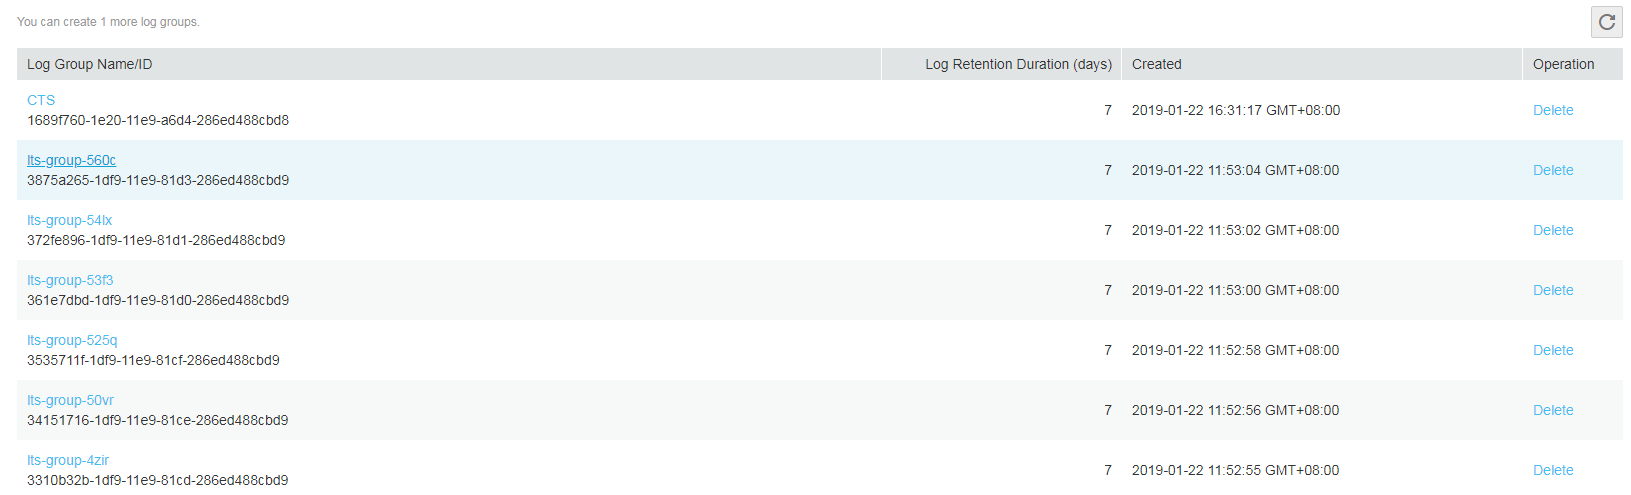 You can create 1 more log groups.
Log Group Name/ID Log Retention Duration (days) Created Operation
CTS
1689f760-1e20-11e9-a6d4-286ed488cbd8 7 2019-01-22 16:31:17 GMT+08:00 Delete
lts-group-560c
3875a265-1df9-11e9-81d3-286ed488cbd9 7 2019-01-22 11:53:04 GMT+08:00 Delete
lts-group-54lx
372fe896-1df9-11e9-81d1-286ed488cbd9 7 2019-01-22 11:53:02 GMT+08:00 Delete
lts-group-53f3
361e7dbd-1df9-11e9-81d0-286ed488cbd9 7 2019-01-22 11:53:00 GMT+08:00 Delete
lts-group-525q
3535711f-1df9-11e9-81cf-286ed488cbd9 7 2019-01-22 11:52:58 GMT+08:00 Delete
lts-group-50vr
34151716-1df9-11e9-81ce-286ed488cbd9 7 2019-01-22 11:52:56 GMT+08:00 Delete
lts-group-4zir
3310b32b-1df9-11e9-81cd-286ed488cbd9 7 2019-01-22 11:52:55 GMT+08:00 Delete